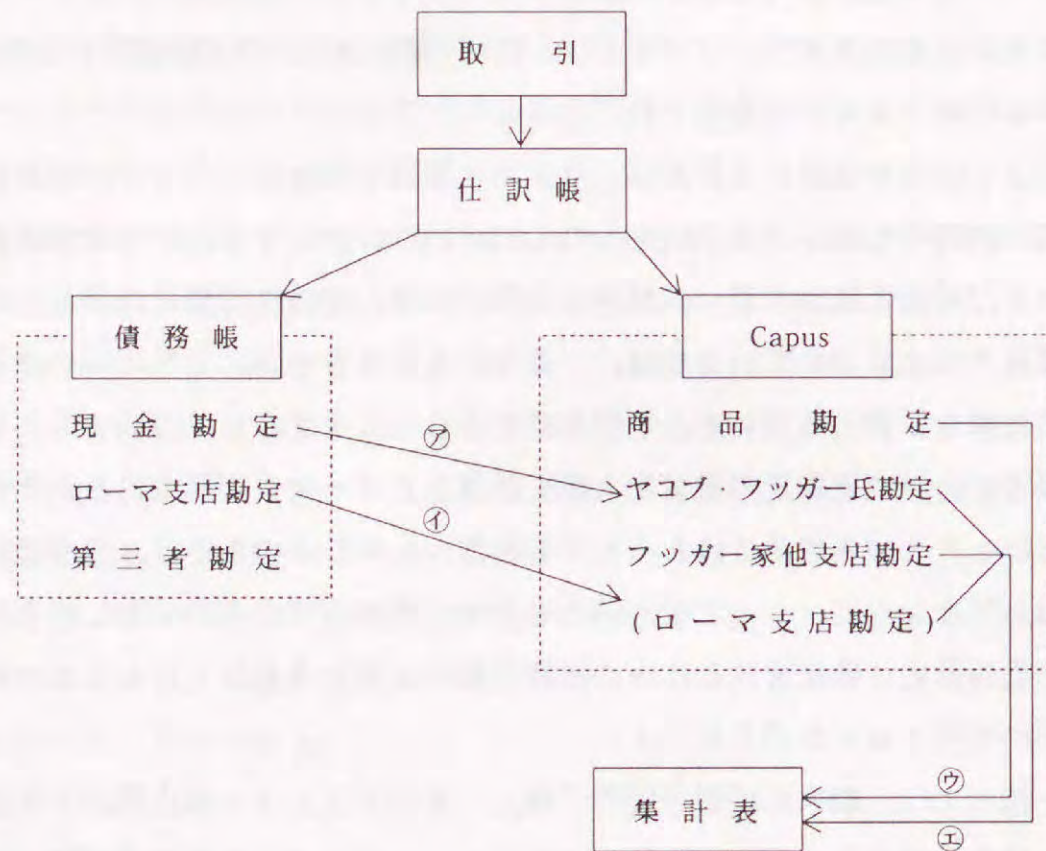 取引
仕訳帳
債務帳
Capus
現金勘定
商品勘定
㋐
ローマ支店勘定
ヤコブ・フッガー氏勘定
㋑
第三者勘定
フッガー家他支店勘定
(ローマ支店勘定)
㋒
集計表
㋓